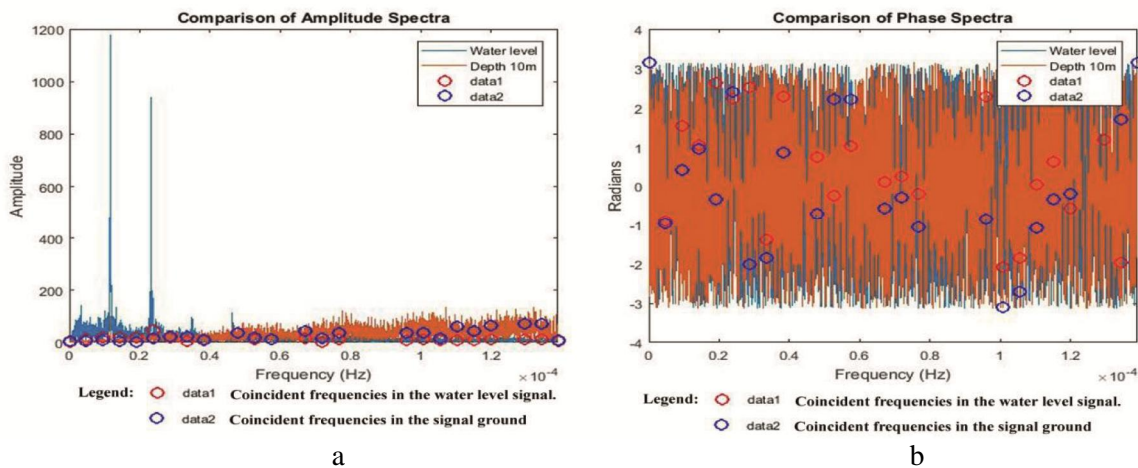 Comparison of Amplitude Spectra
1200
1000
800
600
400
200
0
Amplitude
Water level
Depth 10m
data1
data2
0 0.2 0.4 0.6 0.8 1 1.2
Frequency (Hz) × 10⁻⁴
Legend: data1 Coincident frequencies in the water level signal.
data2 Coincident frequencies in the signal ground
a
Comparison of Phase Spectra
4
3
2
1
0
-1
-2
-3
-4
Radians
Water level
Depth 10m
data1
data2
0 0.2 0.4 0.6 0.8 1 1.2
Frequency (Hz) × 10⁻⁴
Legend: data1 Coincident frequencies in the water level signal.
data2 Coincident frequencies in the signal ground
b